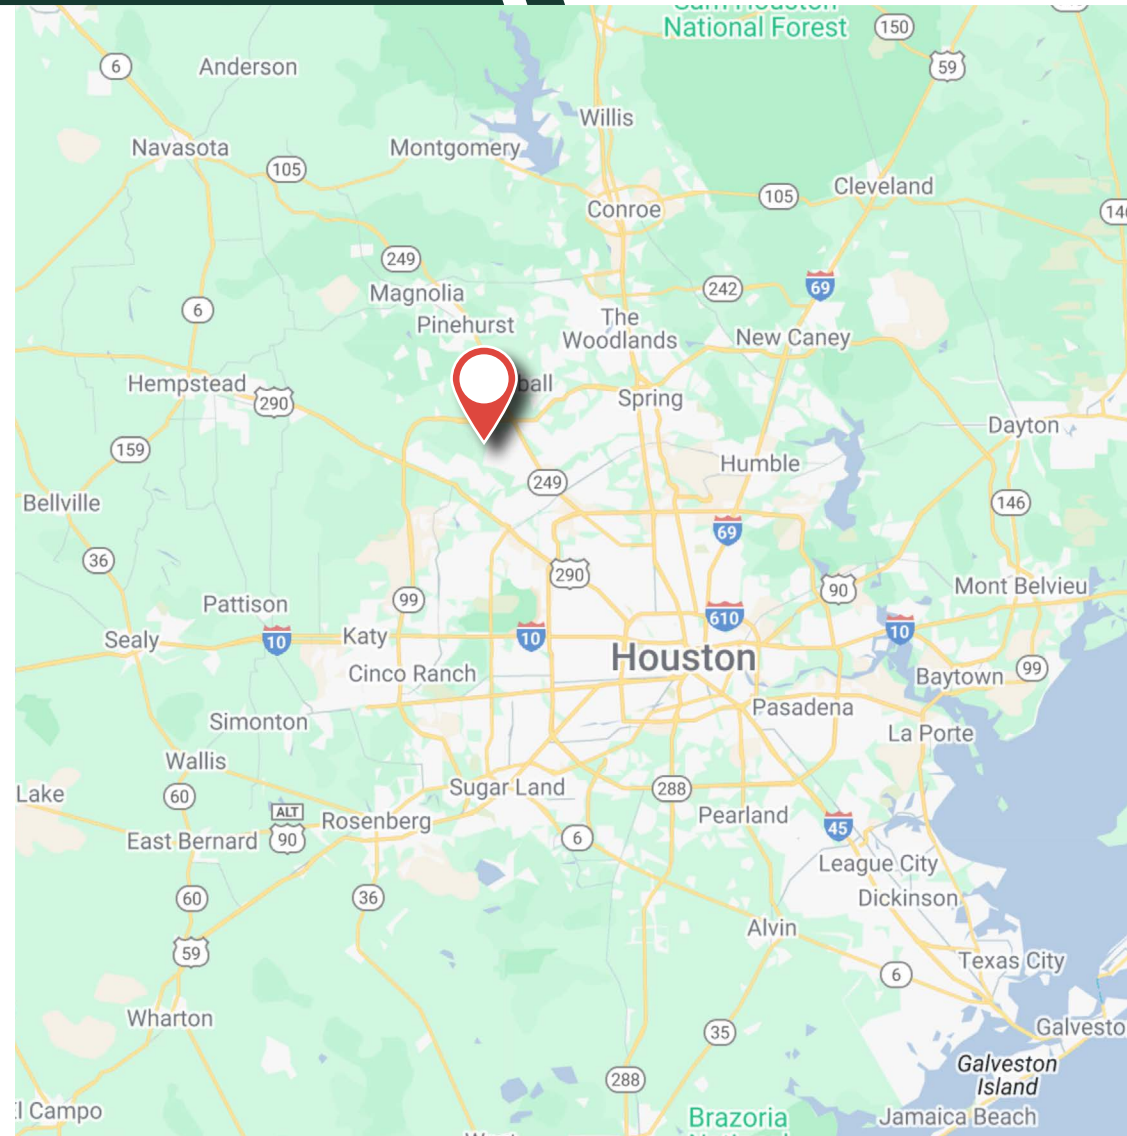 Sam Houston
National Forest
150
6
Anderson
59
Willis
Navasota
Montgomery
105
Cleveland
105
Conroe
146
249
242
69
Magnolia
6
Pinehurst
The
Woodlands
New Caney
Hempstead
ball
290
Spring
Dayton
159
Humble
249
Bellville
146
69
36
290
90
Mont Belvieu
99
Pattison
610
10
Sealy
10
Katy
10
Houston
Cinco Ranch
Baytown
99
Simonton
Pasadena
La Porte
Wallis
Sugar Land
288
Lake
60
ALT
90
Rosenberg
Pearland
45
East Bernard
6
League City
60
36
Dickinson
Alvin
59
Texas City
6
Wharton
35
Galvesto
Galveston
Island
288
l Campo
Brazoria
Jamaica Beach